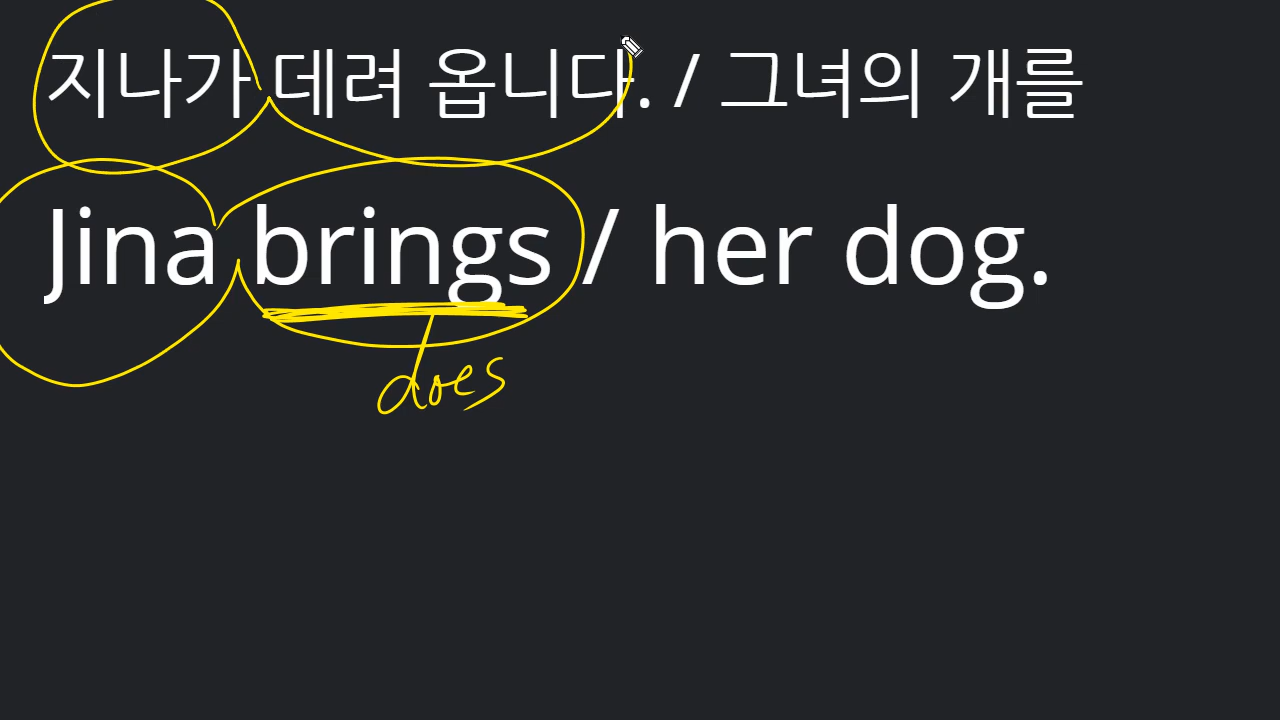 지나가 데려 옵니다. / 그녀의 개를
Jina brings / her dog.
does